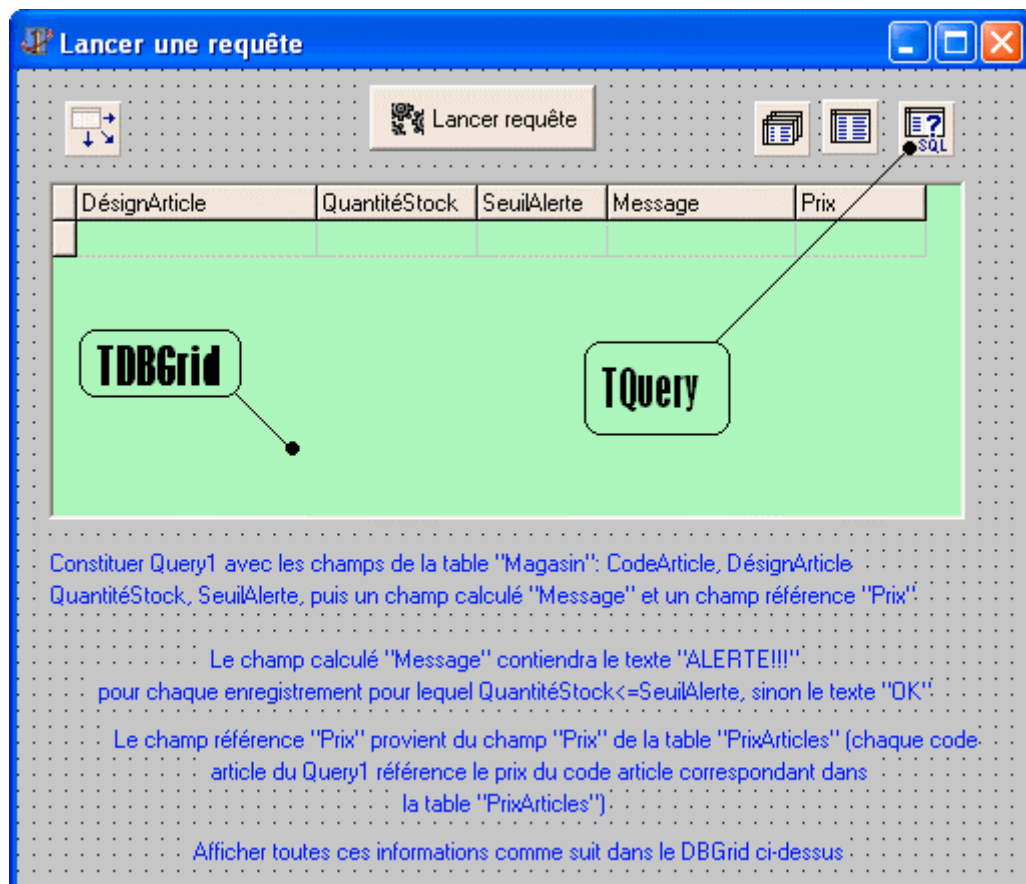 Lancer une requête
Lancer requête
SQL
DésignArticle QuantitéStock SeuilAlerte Message Prix
TDBGrid
TQuery
Constituer Query1 avec les champs de la table "Magasin": CodeArticle, DésignArticle
QuantitéStock, SeuilAlerte, puis un champ calculé "Message" et un champ référence "Prix"
Le champ calculé "Message" contiendra le texte "ALERTE!!!"
pour chaque enregistrement pour lequel QuantitéStock<=SeuilAlerte, sinon le texte "OK"
Le champ référence "Prix" provient du champ "Prix" de la table "PrixArticles" (chaque code
article du Query1 référence le prix du code article correspondant dans
la table "PrixArticles")
Afficher toutes ces informations comme suit dans le DBGrid ci-dessus